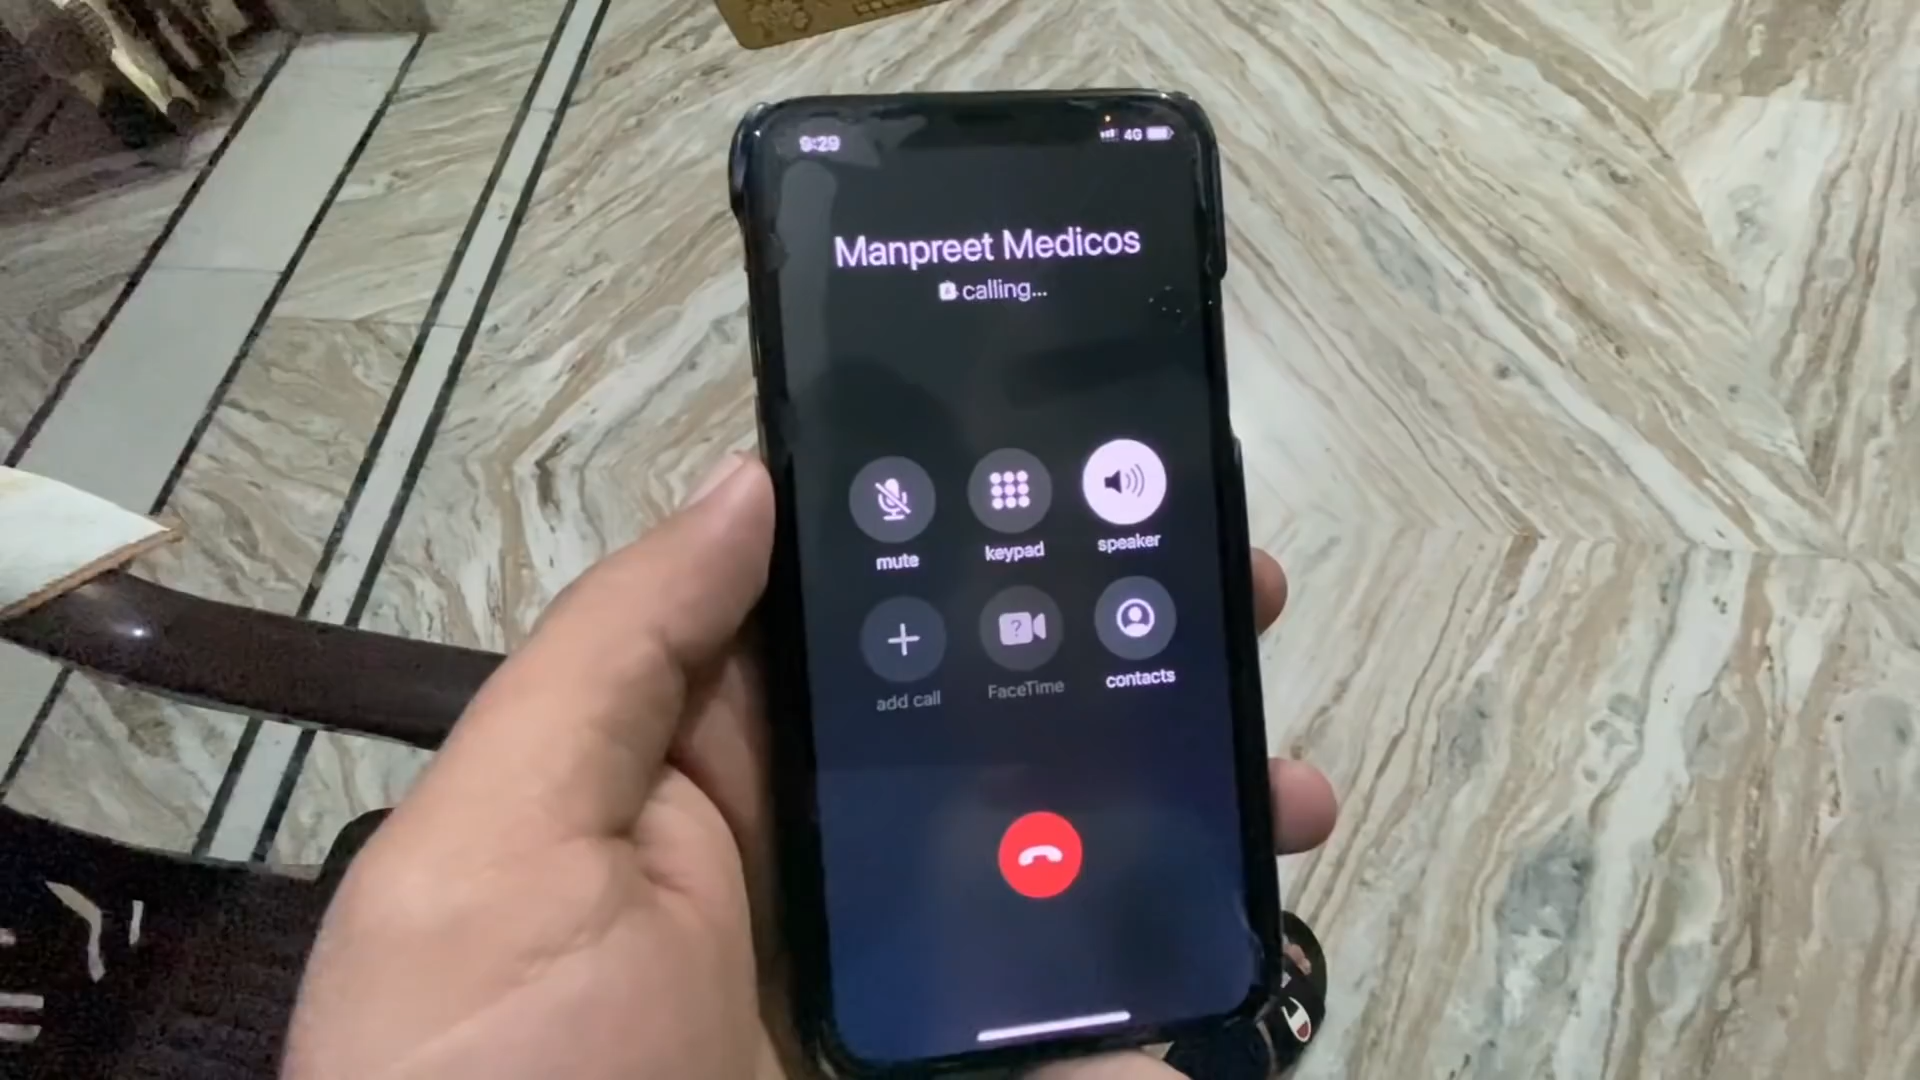 9:29
4G
Manpreet Medicos
calling...
mute
keypad
speaker
add call
FaceTime
contacts